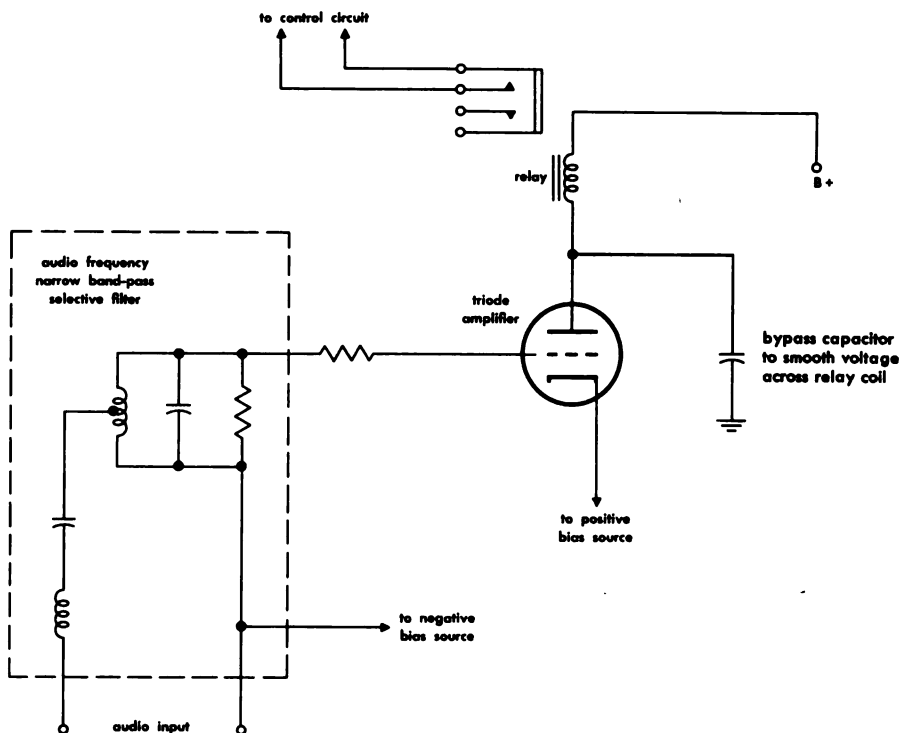 to control circuit
relay
B +
audio frequency
narrow band-pass
selective filter
triode
amplifier
bypass capacitor
to smooth voltage
across relay coil
to positive
bias source
to negative
bias source
audio input